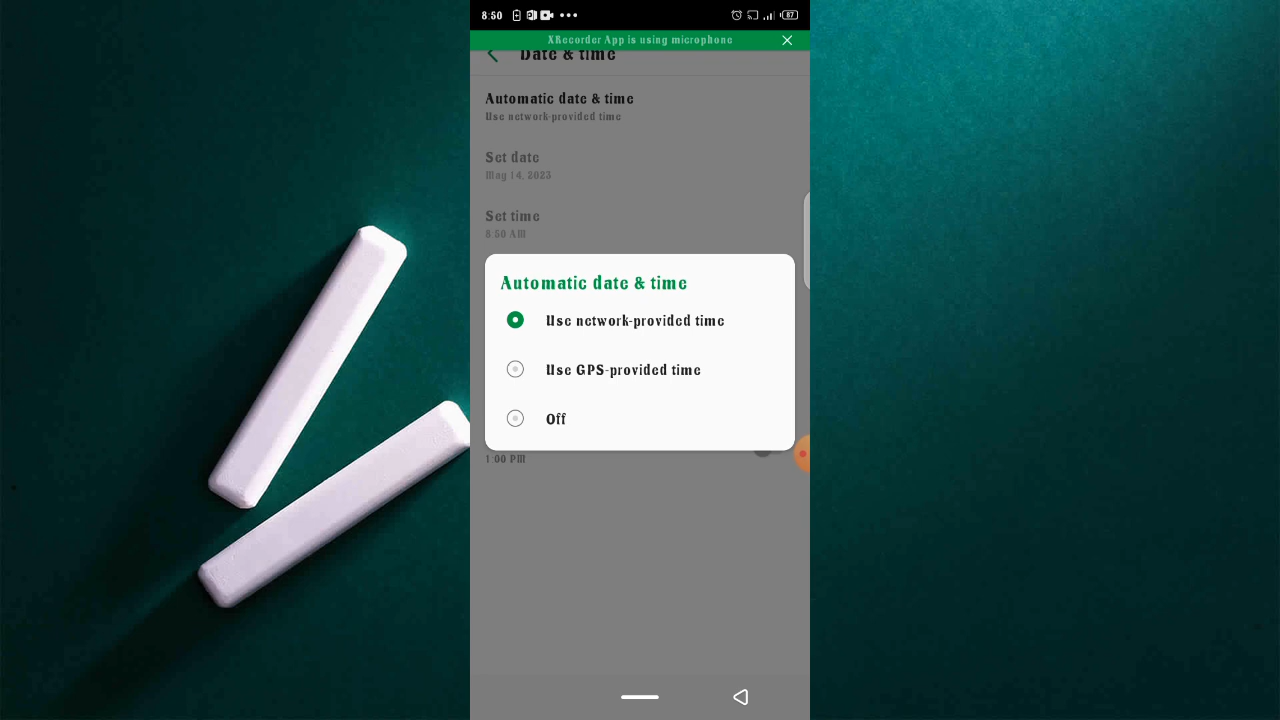 8:50
87
XRecorder App is using microphone
Date & time
Automatic date & time
Use network-provided time
Set date
May 14, 2023
Set time
8:50 AM
Automatic date & time
Use network-provided time
Use GPS-provided time
Off
1:00 PM